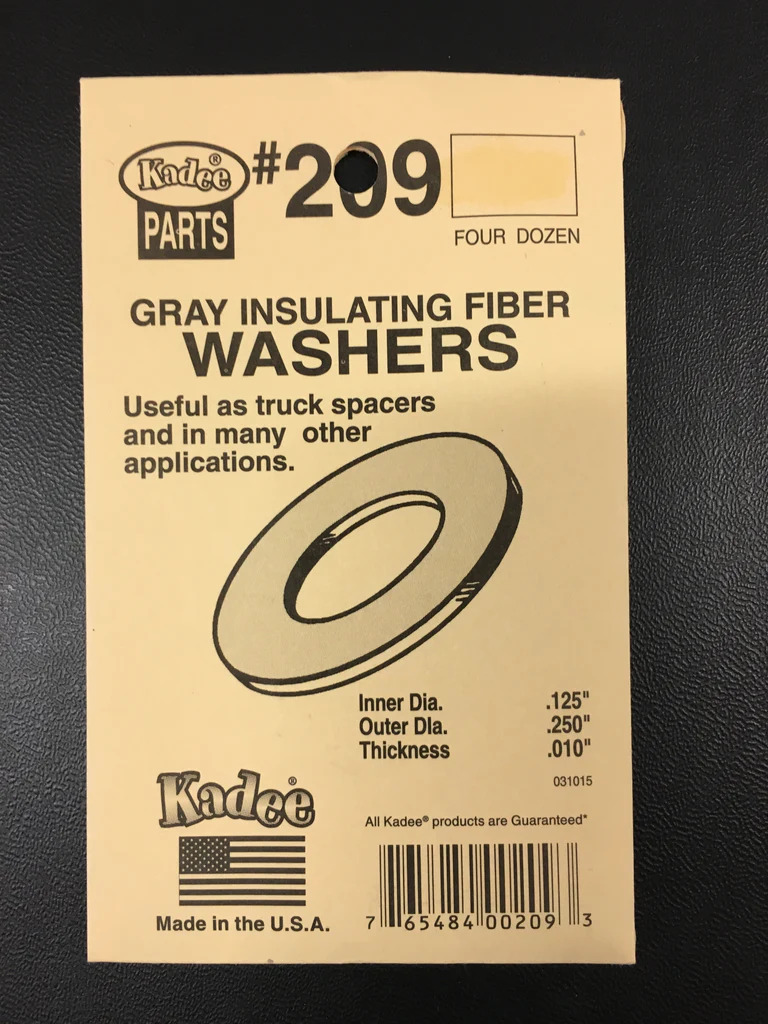 Kadee®
PARTS
#209
FOUR DOZEN
GRAY INSULATING FIBER
WASHERS
Useful as truck spacers
and in many other
applications.
Inner Dia. .125"
Outer Dia. .250"
Thickness .010"
031015
Kadee®
All Kadee® products are Guaranteed*
Made in the U.S.A.
7 65484 00209 3